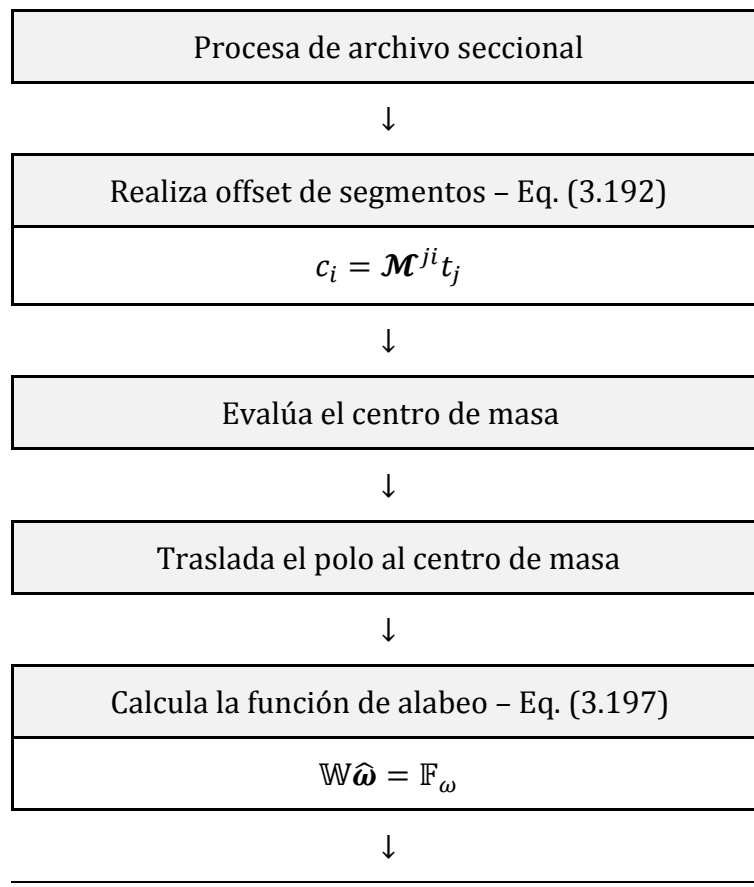 Procesa de archivo seccional
↓
Realiza offset de segmentos – Eq. (3.192)
𝑐ᵢ = 𝓜ʲⁱ𝑡ⱼ
↓
Evalúa el centro de masa
↓
Traslada el polo al centro de masa
↓
Calcula la función de alabeo – Eq. (3.197)
𝕎𝝎̂ = 𝔽_𝜔
↓